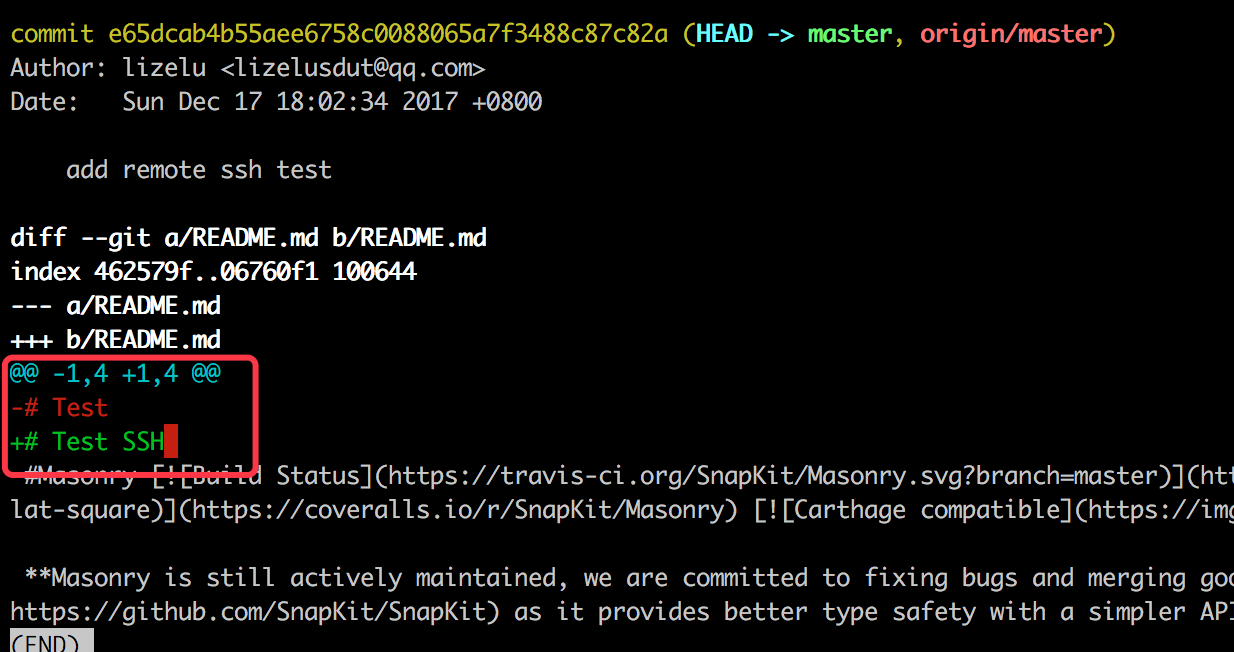 commit e65dcab4b55aee6758c0088065a7f3488c87c82a (HEAD -> master, origin/master)
Author: lizelu <lizelusdut@qq.com>
Date:   Sun Dec 17 18:02:34 2017 +0800
    add remote ssh test
diff --git a/README.md b/README.md
index 462579f..06760f1 100644
--- a/README.md
+++ b/README.md
@@ -1,4 +1,4 @@
-# Test
+# Test SSH
 #Masonry [![Build Status](https://travis-ci.org/SnapKit/Masonry.svg?branch=master)](htt
lat-square)](https://coveralls.io/r/SnapKit/Masonry) [![Carthage compatible](https://img
 **Masonry is still actively maintained, we are committed to fixing bugs and merging goo
https://github.com/SnapKit/SnapKit) as it provides better type safety with a simpler API
(END)